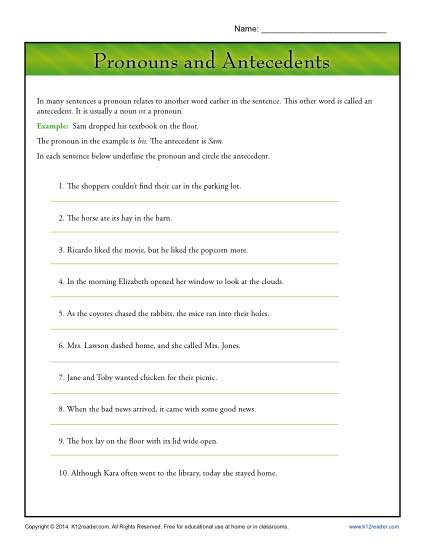 Name: ______________________________
Pronouns and Antecedents
In many sentences a pronoun relates to another word earlier in the sentence. This other word is called an
antecedent. It is usually a noun or a pronoun.
Example: Sam dropped his textbook on the floor.
The pronoun in the example is his. The antecedent is Sam.
In each sentence below underline the pronoun and circle the antecedent.
1. The shoppers couldn't find their car in the parking lot.
2. The horse ate its hay in the barn.
3. Ricardo liked the movie, but he liked the popcorn more.
4. In the morning Elizabeth opened her window to look at the clouds.
5. As the coyotes chased the rabbits, the mice ran into their holes.
6. Mrs. Lawson dashed home, and she called Mrs. Jones.
7. Jane and Toby wanted chicken for their picnic.
8. When the bad news arrived, it came with some good news.
9. The box lay on the floor with its lid wide open.
10. Although Kara often went to the library, today she stayed home.
Copyright © 2014 K12reader.com. All Rights Reserved. Free for educational use at home or in classrooms. www.k12reader.com